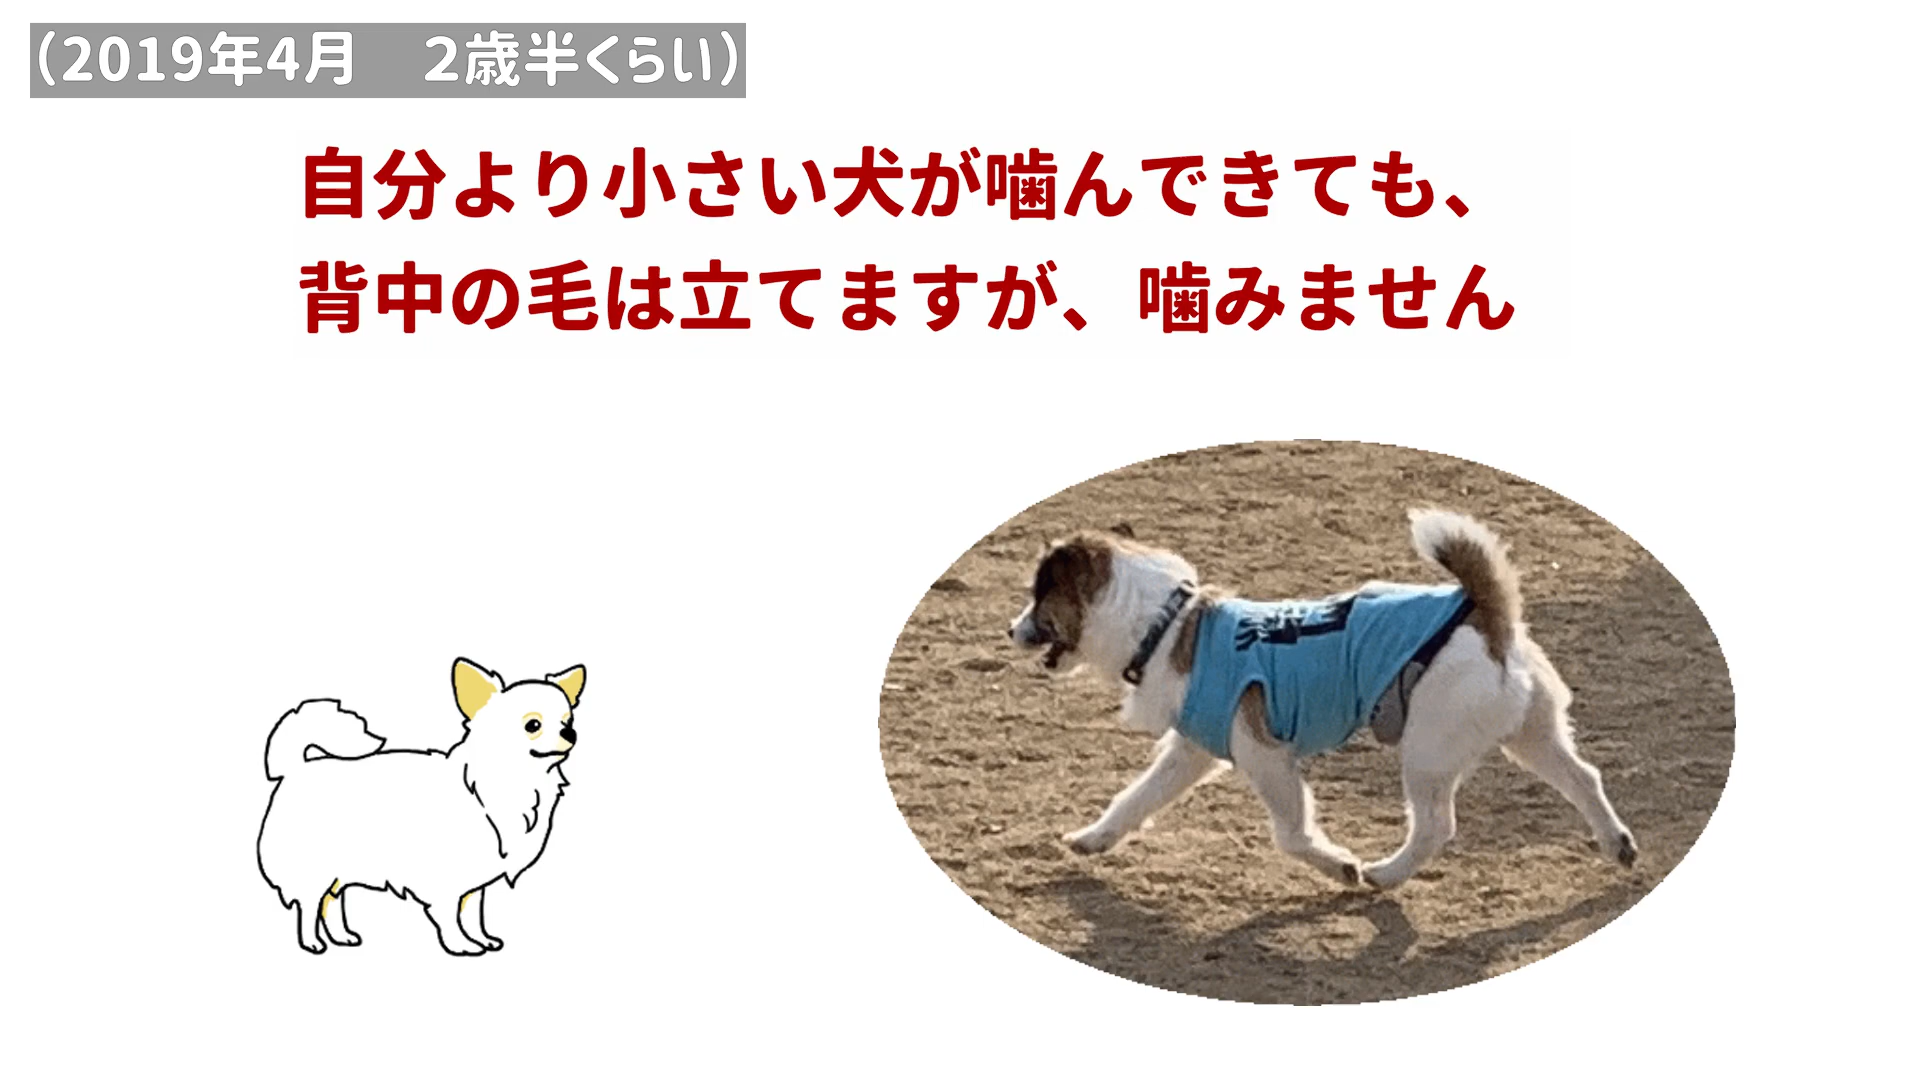 （2019年4月　２歳半くらい）
自分より小さい犬が噛んできても、
背中の毛は立てますが、噛みません